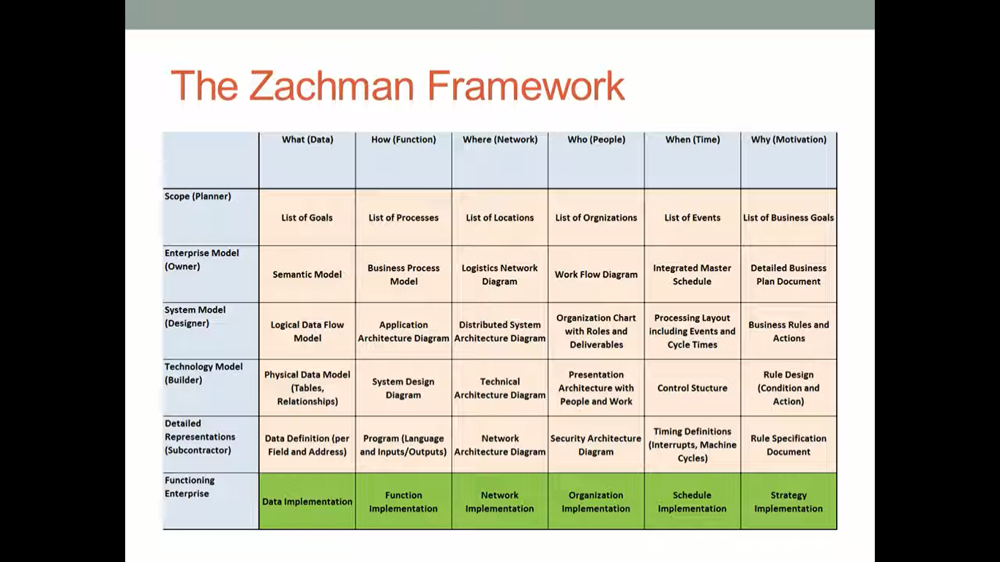 The Zachman Framework
What (Data) How (Function) Where (Network) Who (People) When (Time) Why (Motivation)
Scope (Planner)
List of Goals List of Processes List of Locations List of Orgnizations List of Events List of Business Goals
Enterprise Model
(Owner)
Semantic Model
Business Process
Model
Logistics Network
Diagram
Work Flow Diagram
Integrated Master
Schedule
Detailed Business
Plan Document
System Model
(Designer)
Logical Data Flow
Model
Application
Architecture Diagram
Distributed System
Architecture Diagram
Organization Chart
with Roles and
Deliverables
Processing Layout
including Events and
Cycle Times
Business Rules and
Actions
Technology Model
(Builder)
Physical Data Model
(Tables,
Relationships)
System Design
Diagram
Technical
Architecture Diagram
Presentation
Architecture with
People and Work
Control Stucture
Rule Design
(Condition and
Action)
Detailed
Representations
(Subcontractor)
Data Definition (per
Field and Address)
Program (Language
and Inputs/Outputs)
Network
Architecture Diagram
Security Architecture
Diagram
Timing Definitions
(Interrupts, Machine
Cycles)
Rule Specification
Document
Functioning
Enterprise
Data Implementation
Function
Implementation
Network
Implementation
Organization
Implementation
Schedule
Implementation
Strategy
Implementation